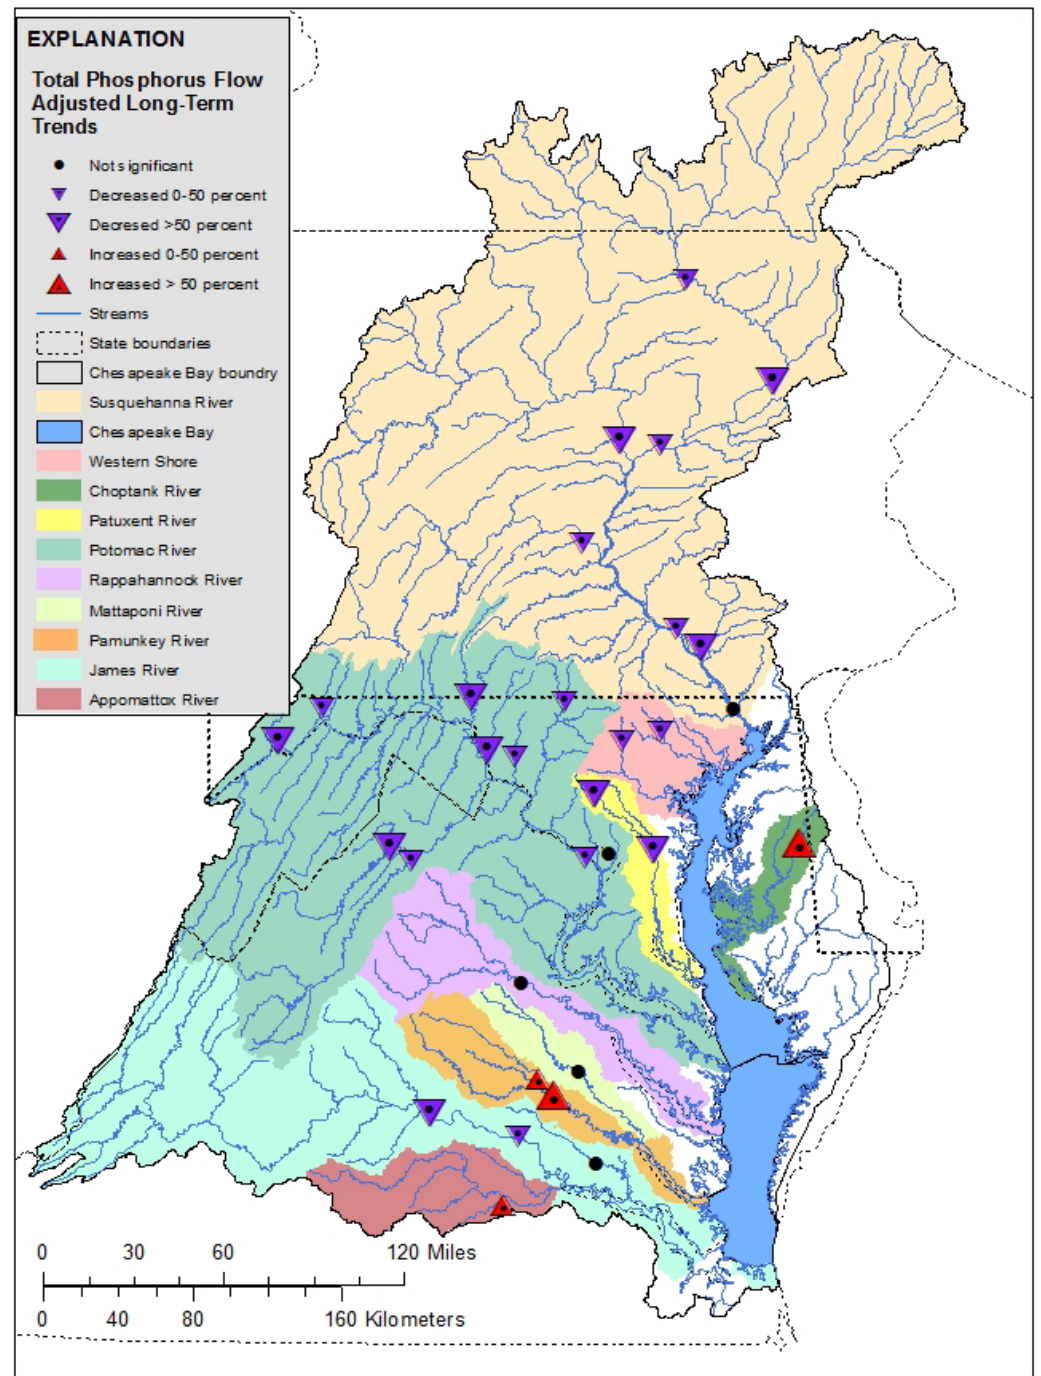 EXPLANATION
Total Phosphorus Flow
Adjusted Long-Term
Trends
Not significant
Decreased 0-50 percent
Decresed >50 percent
Increased 0-50 percent
Increased > 50 percent
Streams
State boundaries
Chesapeake Bay boundry
Susquehanna River
Chesapeake Bay
Western Shore
Choptank River
Patuxent River
Potomac River
Rappahannock River
Mattaponi River
Pamunkey River
James River
Appomattox River
0 30 60 120 Miles
0 40 80 160 Kilometers